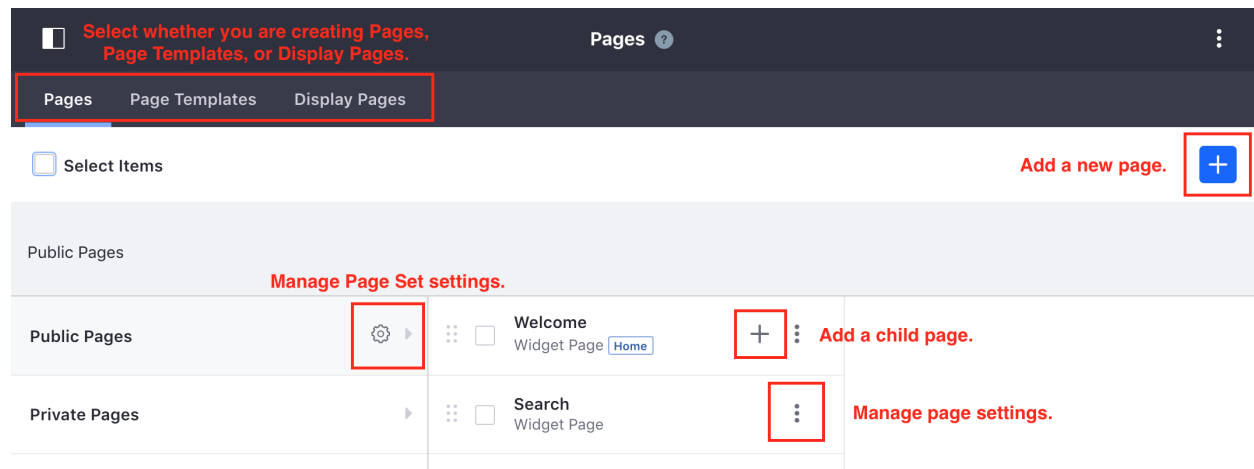 Select whether you are creating Pages,
Page Templates, or Display Pages.
Pages ?
Pages Page Templates Display Pages
Select Items
Add a new page.
Public Pages
Manage Page Set settings.
Public Pages
Welcome
Widget Page Home
Add a child page.
Private Pages
Search
Widget Page
Manage page settings.